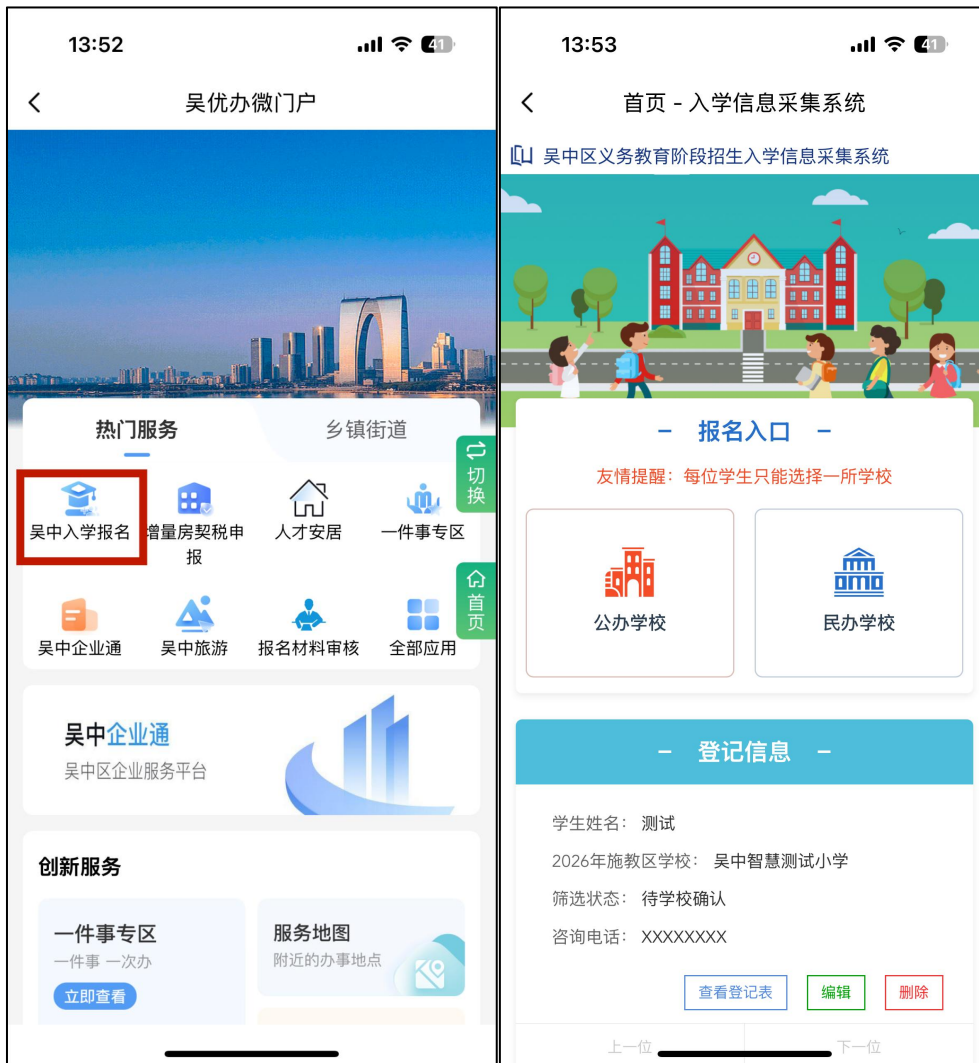 13:52
41
吴优办微门户
热门服务
乡镇街道
切换
吴中入学报名
增量房契税申报
人才安居
一件事专区
首页
吴中企业通
吴中旅游
报名材料审核
全部应用
吴中企业通
吴中区企业服务平台
创新服务
一件事专区
一件事 一次办
立即查看
服务地图
附近的办事地点
13:53
41
首页 - 入学信息采集系统
吴中区义务教育阶段招生入学信息采集系统
- 报名入口 -
友情提醒：每位学生只能选择一所学校
公办学校
民办学校
- 登记信息 -
学生姓名： 测试
2026年施教区学校： 吴中智慧测试小学
筛选状态： 待学校确认
咨询电话： XXXXXXXX
查看登记表
编辑
删除
上一位
下一位